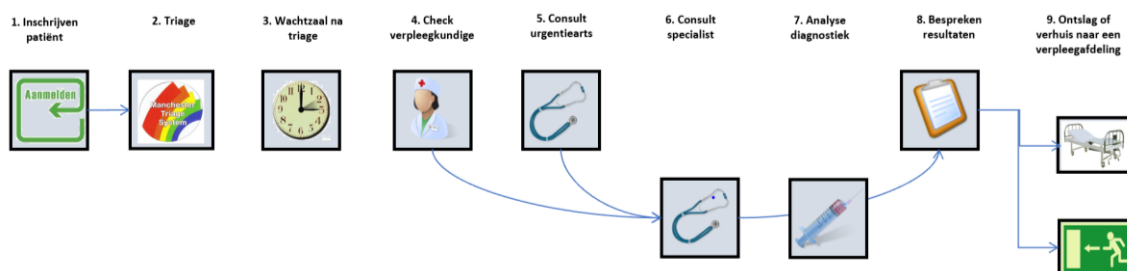 1. Inschrijven
patiënt
2. Triage
3. Wachtzaal na
triage
4. Check
verpleegkundige
5. Consult
urgentiearts
6. Consult
specialist
7. Analyse
diagnostiek
8. Bespreken
resultaten
9. Ontslag of
verhuis naar een
verpleegafdeling
Aanmelden
Manchester
Triage
System